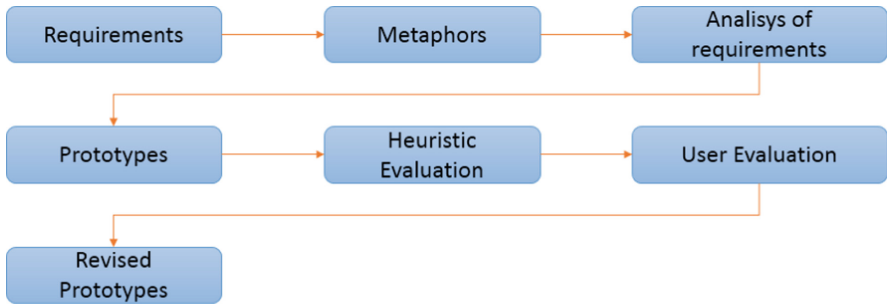 Requirements
Metaphors
Analisys of
requirements
Prototypes
Heuristic
Evaluation
User Evaluation
Revised
Prototypes